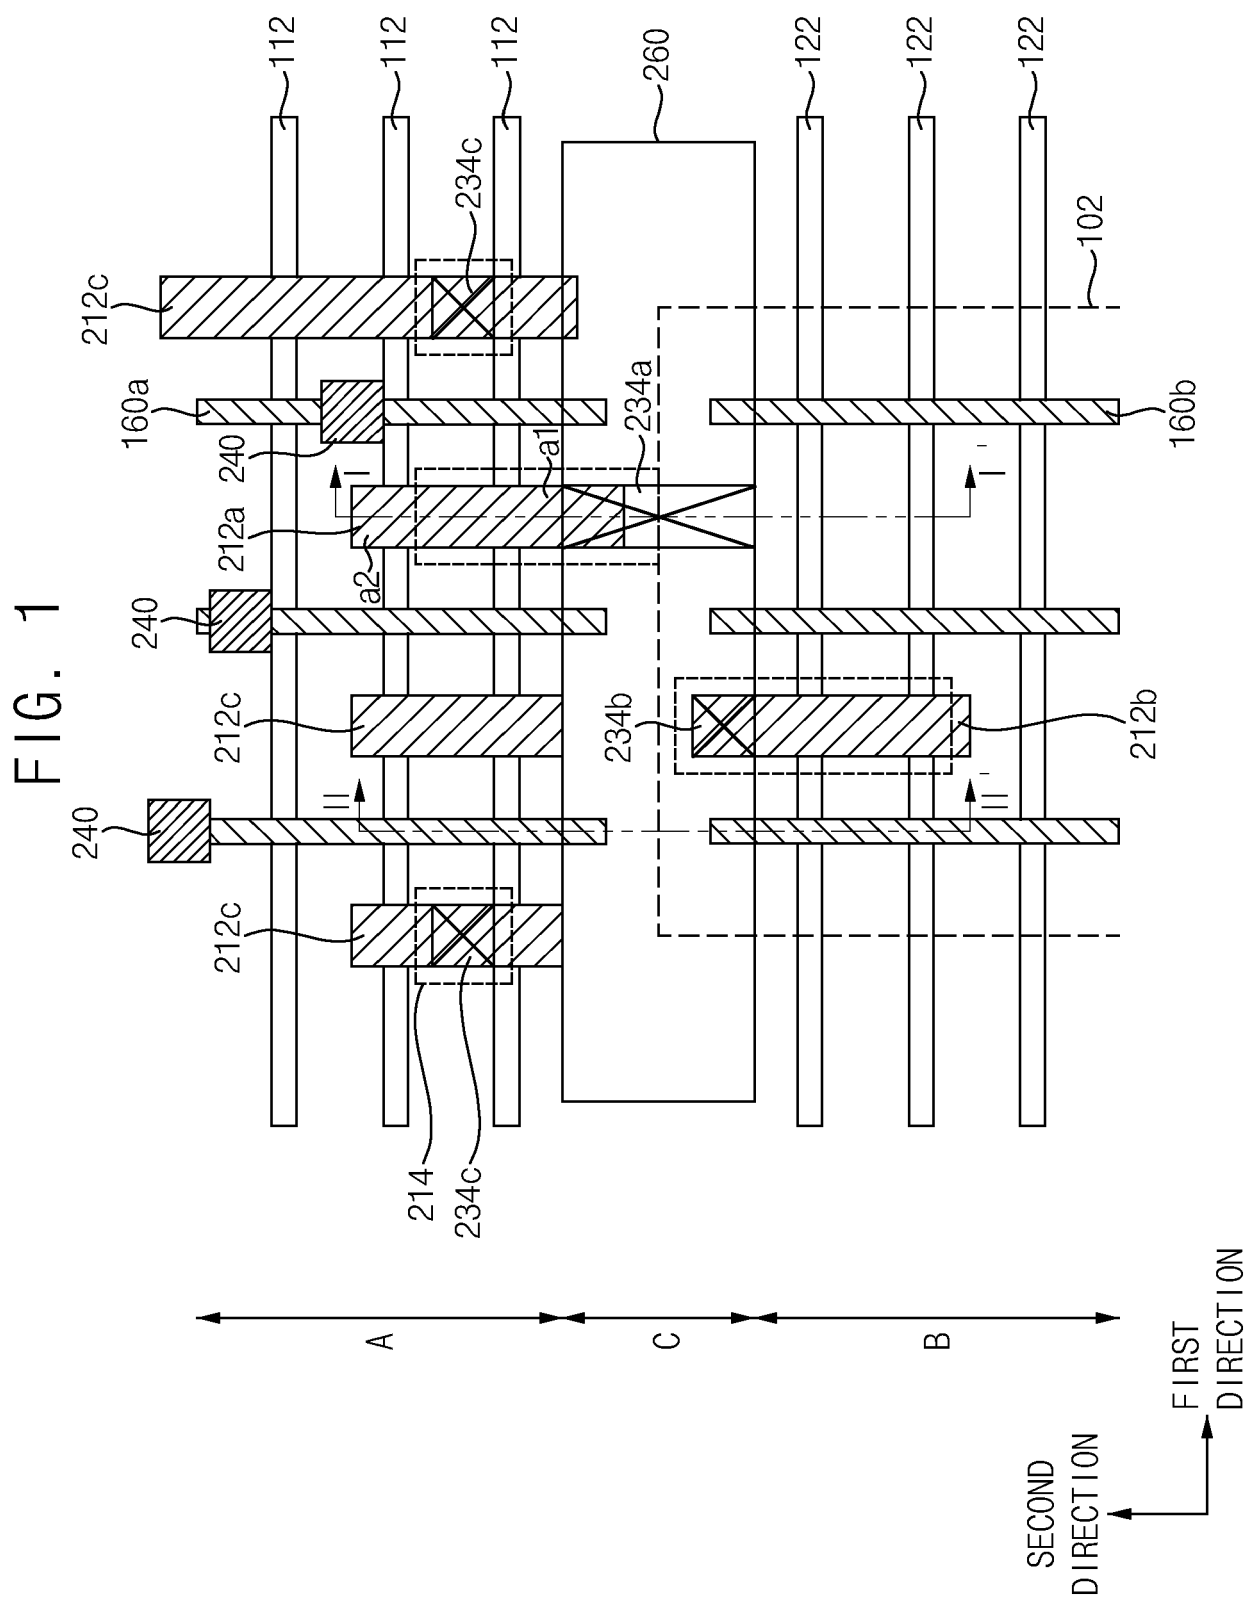 FIG. 1
112
112
112
260
122
122
122
212c
234c
102
160a
240
234a
160b
a1
I
I'
212a
a2
240
212c
234b
212b
240
II
II'
212c
214
234c
A
C
B
SECOND
DIRECTION
FIRST
DIRECTION